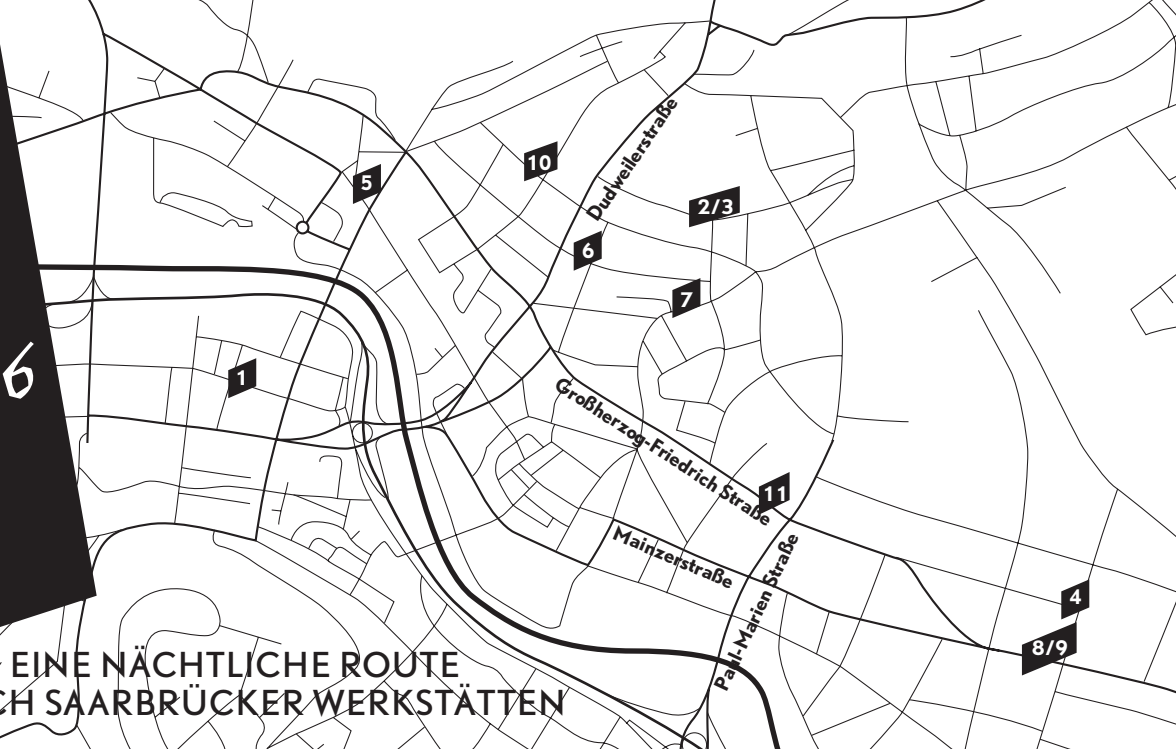 10
5
Dudweilerstraße
2/3
6
7
6
1
Großherzog-Friedrich Straße
11
Mainzerstraße
Paul-Marien Straße
4
8/9
EINE NÄCHTLICHE ROUTE
CH SAARBRÜCKER WERKSTÄTTEN